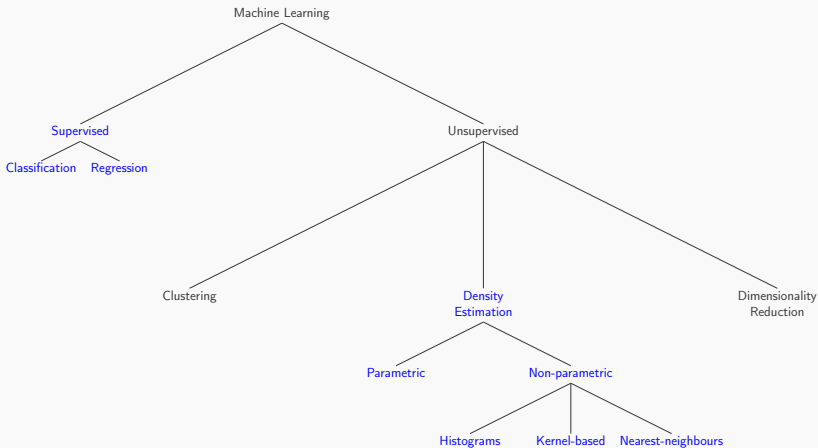 Machine Learning
Supervised
Unsupervised
Classification
Regression
Clustering
Density
Estimation
Dimensionality
Reduction
Parametric
Non-parametric
Histograms
Kernel-based
Nearest-neighbours